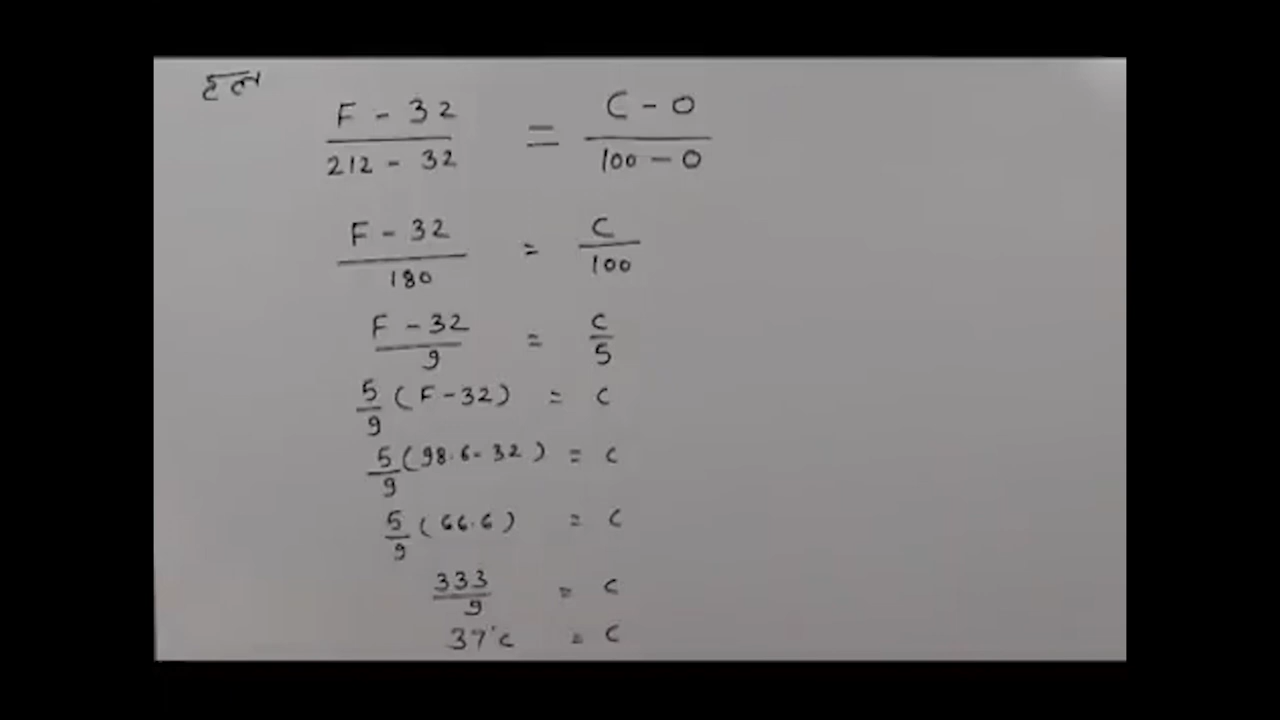 हल
F - 32 / 212 - 32 = C - 0 / 100 - 0
F - 32 / 180 = C / 100
F - 32 / 9 = C / 5
5/9 (F - 32) = C
5/9 (98.6 - 32) = C
5/9 (66.6) = C
333/9 = C
37°C = C